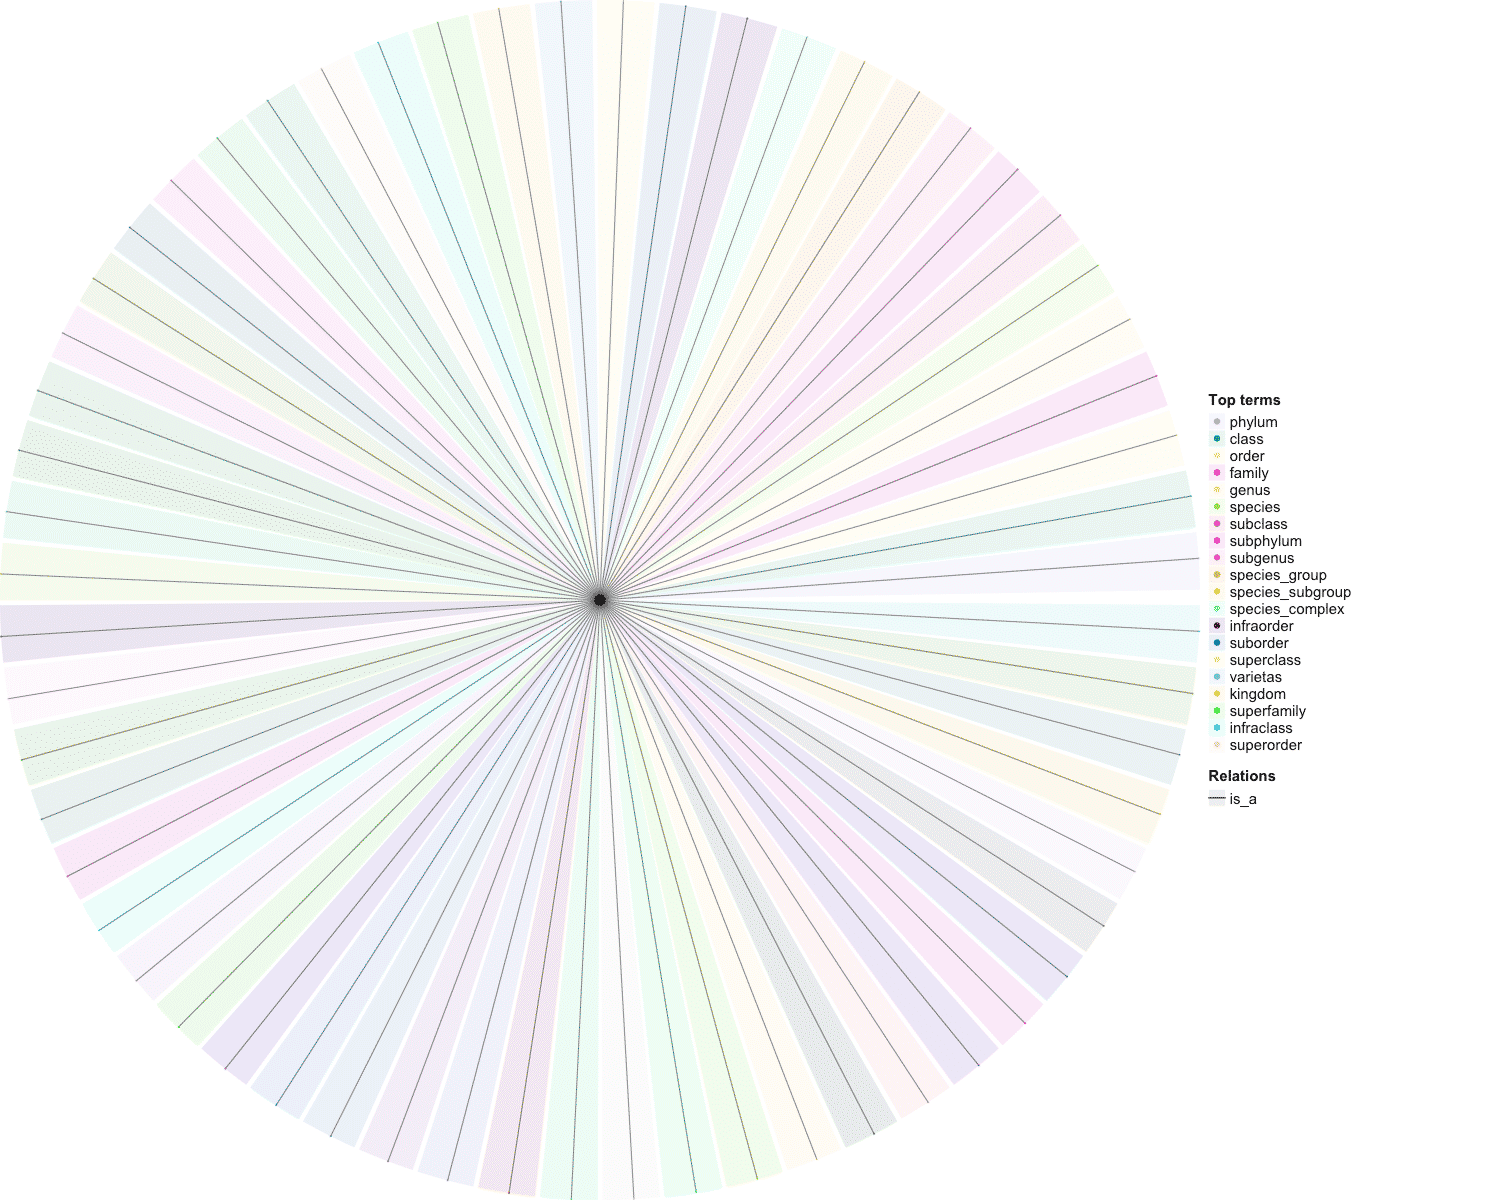 Top terms
phylum
class
order
family
genus
species
subclass
subphylum
subgenus
species_group
species_subgroup
species_complex
infraorder
suborder
superclass
varietas
kingdom
superfamily
infraclass
superorder
Relations
is_a